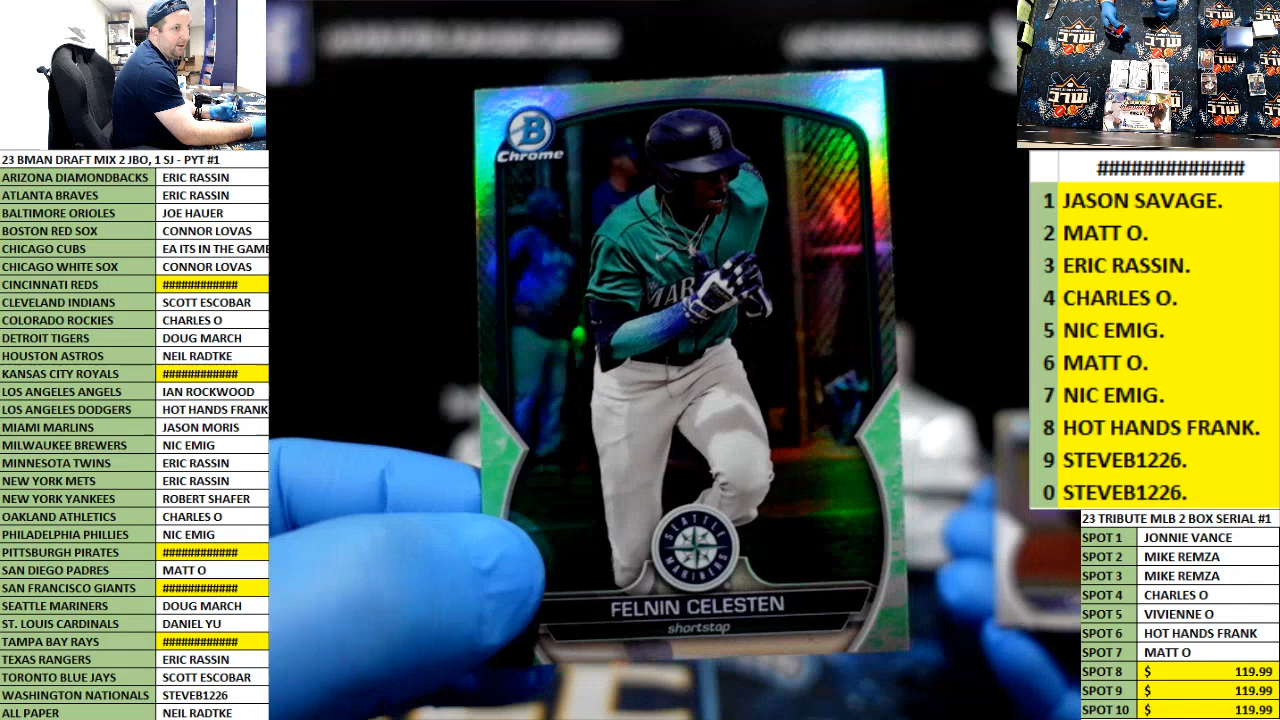 23 BMAN DRAFT MIX 2 JBO, 1 SJ - PYT #1
ARIZONA DIAMONDBACKS ERIC RASSIN
ATLANTA BRAVES ERIC RASSIN
BALTIMORE ORIOLES JOE HAUER
BOSTON RED SOX CONNOR LOVAS
CHICAGO CUBS EA ITS IN THE GAME
CHICAGO WHITE SOX CONNOR LOVAS
CINCINNATI REDS ############
CLEVELAND INDIANS SCOTT ESCOBAR
COLORADO ROCKIES CHARLES O
DETROIT TIGERS DOUG MARCH
HOUSTON ASTROS NEIL RADTKE
KANSAS CITY ROYALS ############
LOS ANGELES ANGELS IAN ROCKWOOD
LOS ANGELES DODGERS HOT HANDS FRANK
MIAMI MARLINS JASON MORIS
MILWAUKEE BREWERS NIC EMIG
MINNESOTA TWINS ERIC RASSIN
NEW YORK METS ERIC RASSIN
NEW YORK YANKEES ROBERT SHAFER
OAKLAND ATHLETICS CHARLES O
PHILADELPHIA PHILLIES NIC EMIG
PITTSBURGH PIRATES ############
SAN DIEGO PADRES MATT O
SAN FRANCISCO GIANTS ############
SEATTLE MARINERS DOUG MARCH
ST. LOUIS CARDINALS DANIEL YU
TAMPA BAY RAYS ############
TEXAS RANGERS ERIC RASSIN
TORONTO BLUE JAYS SCOTT ESCOBAR
WASHINGTON NATIONALS STEVEB1226
ALL PAPER NEIL RADTKE
B
Chrome
MAR
SEATTLE
MARINERS
FELNIN CELESTEN
shortstop
##############
1 JASON SAVAGE.
2 MATT O.
3 ERIC RASSIN.
4 CHARLES O.
5 NIC EMIG.
6 MATT O.
7 NIC EMIG.
8 HOT HANDS FRANK.
9 STEVEB1226.
0 STEVEB1226.
23 TRIBUTE MLB 2 BOX SERIAL #1
SPOT 1 JONNIE VANCE
SPOT 2 MIKE REMZA
SPOT 3 MIKE REMZA
SPOT 4 CHARLES O
SPOT 5 VIVIENNE O
SPOT 6 HOT HANDS FRANK
SPOT 7 MATT O
SPOT 8 $ 119.99
SPOT 9 $ 119.99
SPOT 10 $ 119.99